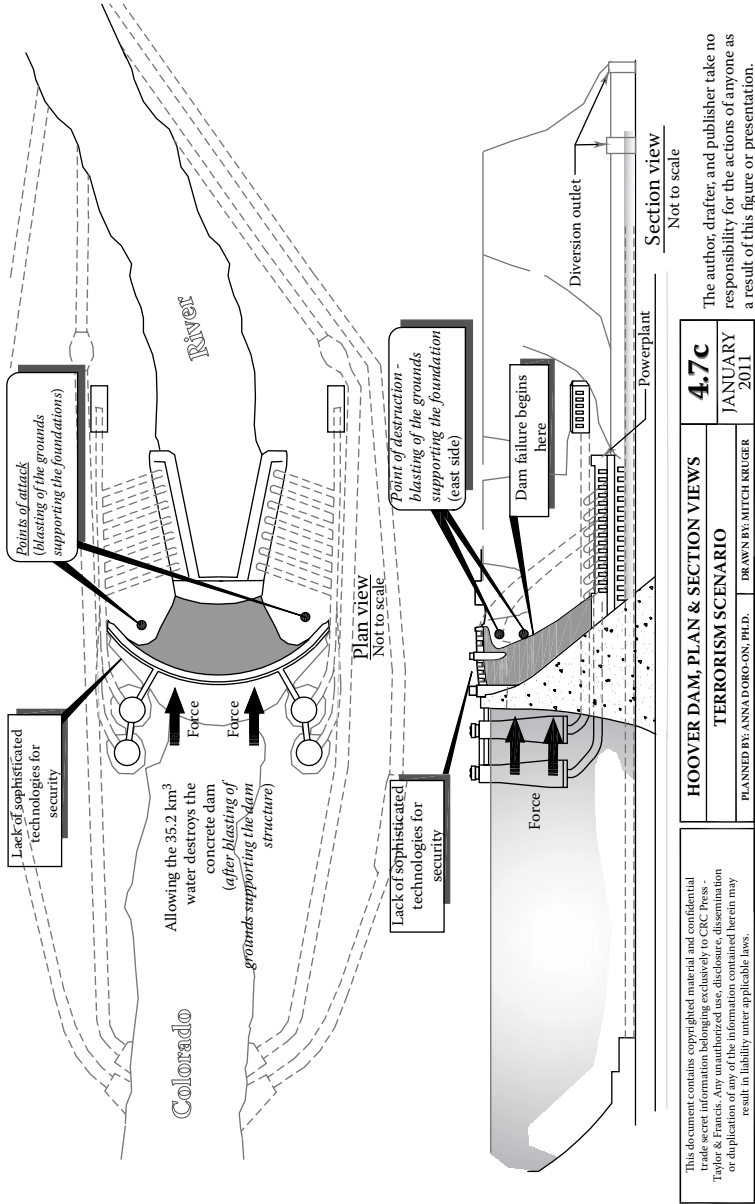 Colorado
River
Lack of sophisticated
technologies for
security
Points of attack
(blasting of the grounds
supporting the foundations)
Force
Force
Allowing the 35.2 km³
water destroys the
concrete dam
(after blasting of
grounds supporting the dam
structure)
Plan view
Not to scale
Lack of sophisticated
technologies for
security
Point of destruction -
blasting of the grounds
supporting the foundation
(east side)
Dam failure begins
here
Diversion outlet
Force
Powerplant
Section view
Not to scale
This document contains copyrighted material and confidential
trade secret information belonging exclusively to CRC Press -
Taylor & Francis. Any unauthorized use, disclosure, dissemination
or duplication of any of the information contained herein may
result in liability unter applicable laws.
HOOVER DAM, PLAN & SECTION VIEWS
TERRORISM SCENARIO
PLANNED BY: ANNA DORO-ON, PH.D.
DRAWN BY: MITCH KRUGER
4.7c
JANUARY
2011
The author, drafter, and publisher take no
responsibility for the actions of anyone as
a result of this figure or presentation.